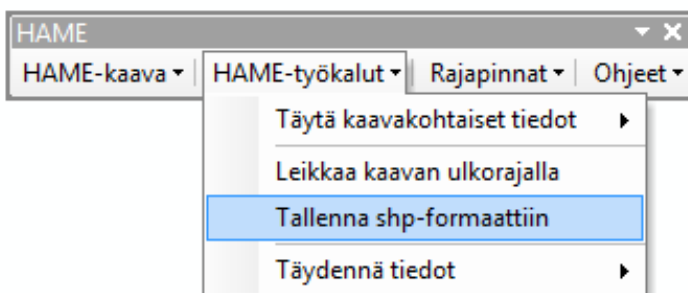 HAME
HAME-kaava HAME-työkalut Rajapinnat Ohjeet
Täytä kaavakohtaiset tiedot
Leikkaa kaavan ulkorajalla
Tallenna shp-formaattiin
Täydennä tiedot